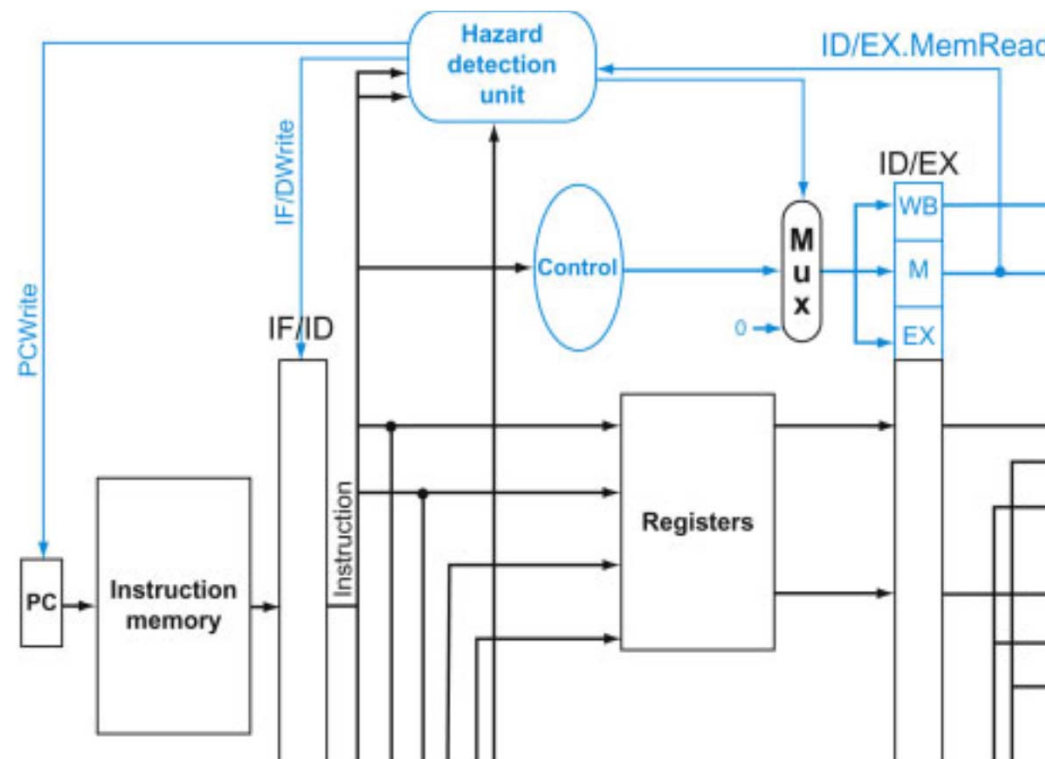 Hazard
detection
unit
ID/EX.MemRead
PCWrite
IF/DWrite
ID/EX
WB
Control
M
u
x
M
0
EX
IF/ID
Instruction
Registers
PC
Instruction
memory